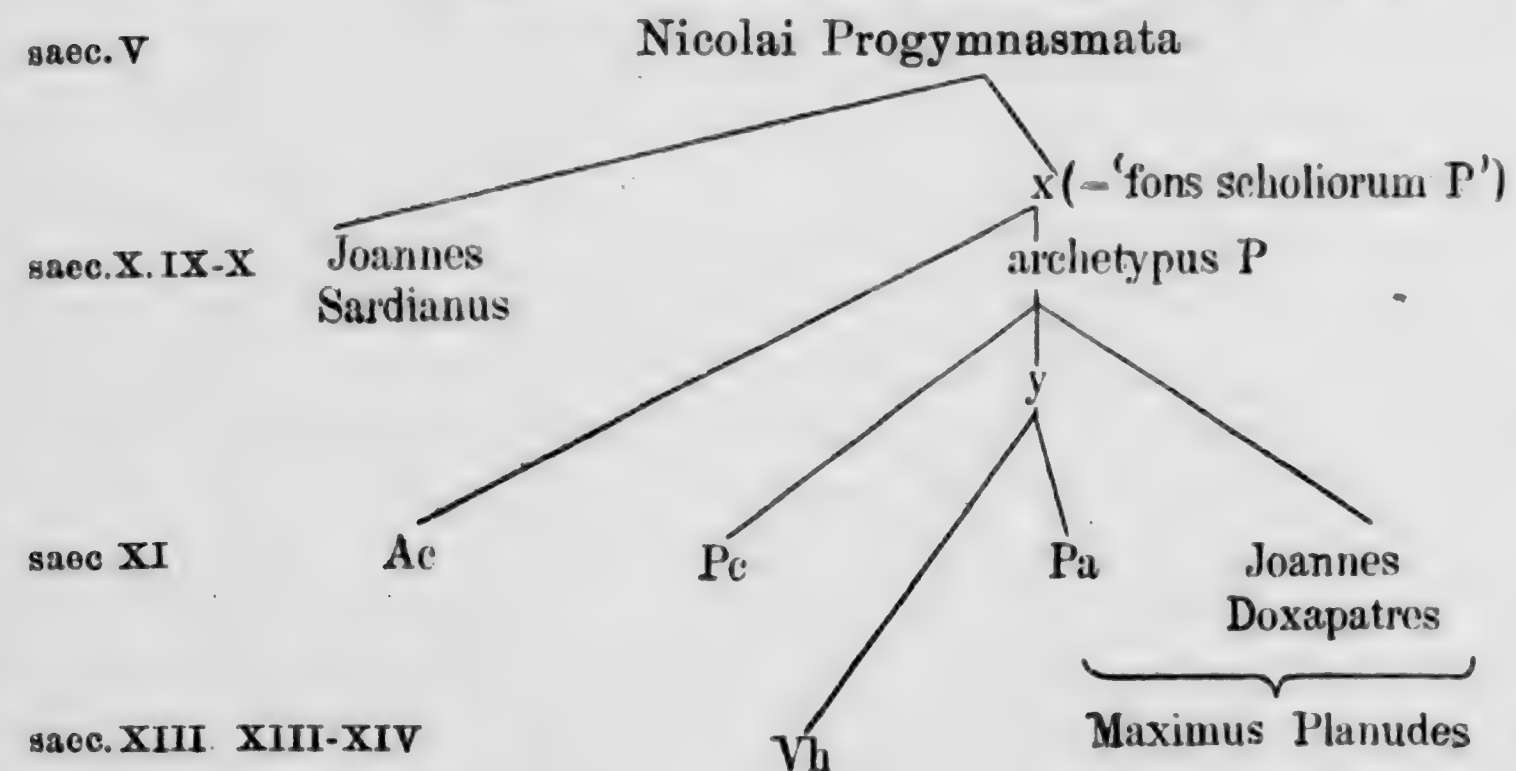 saec. V Nicolai Progymnasmata
x (= 'fons scholiorum P')
saec. X. IX-X Joannes archetypus P
Sardianus
y
saec XI Ac Pc Pa Joannes
Doxapatres
saec. XIII XIII-XIV Vh Maximus Planudes